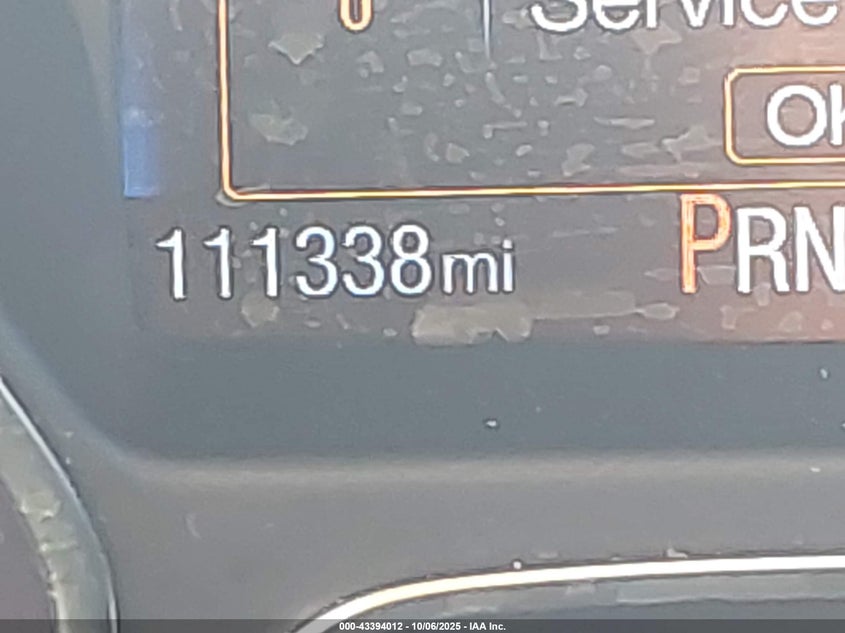 Service
OK
111338mi
PRN
000-43394012 - 10/06/2025 - IAA Inc.